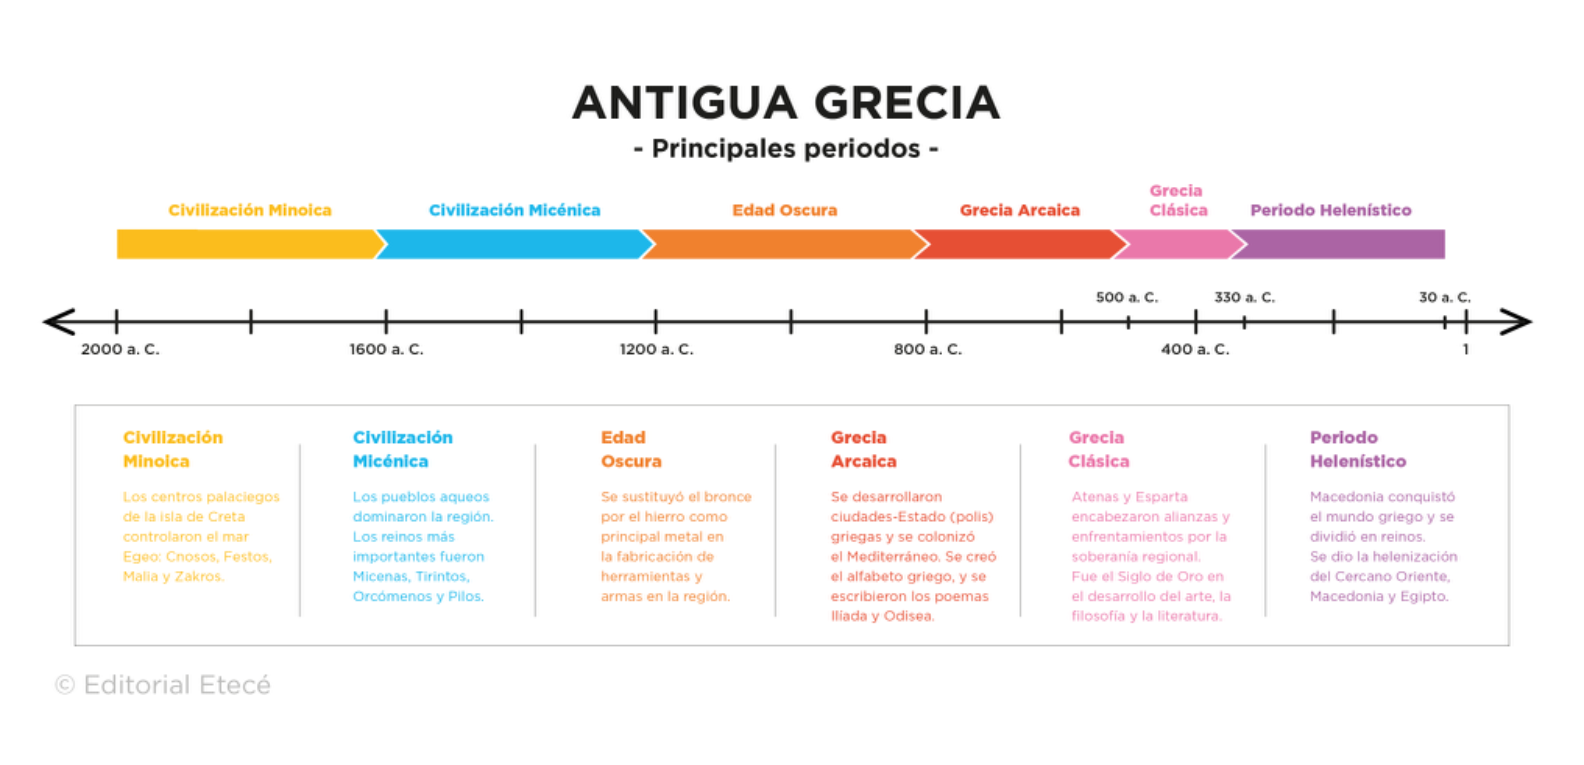 ANTIGUA GRECIA
- Principales periodos -
Civilización Minoica
Civilización Micénica
Edad Oscura
Grecia Arcaica
Grecia
Clásica
Periodo Helenístico
500 a. C.
330 a. C.
30 a. C.
2000 a. C.
1600 a. C.
1200 a. C.
800 a. C.
400 a. C.
1
Civilización
Minoica
Los centros palaciegos
de la isla de Creta
controlaron el mar
Egeo: Cnosos, Festos,
Malia y Zakros.
Civilización
Micénica
Los pueblos aqueos
dominaron la región.
Los reinos más
importantes fueron
Micenas, Tirintos,
Orcómenos y Pilos.
Edad
Oscura
Se sustituyó el bronce
por el hierro como
principal metal en
la fabricación de
herramientas y
armas en la región.
Grecia
Arcaica
Se desarrollaron
ciudades-Estado (polis)
griegas y se colonizó
el Mediterráneo. Se creó
el alfabeto griego, y se
escribieron los poemas
Ilíada y Odisea.
Grecia
Clásica
Atenas y Esparta
encabezaron alianzas y
enfrentamientos por la
soberanía regional.
Fue el Siglo de Oro en
el desarrollo del arte, la
filosofía y la literatura.
Periodo
Helenístico
Macedonia conquistó
el mundo griego y se
dividió en reinos.
Se dio la helenización
del Cercano Oriente,
Macedonia y Egipto.
© Editorial Etecé